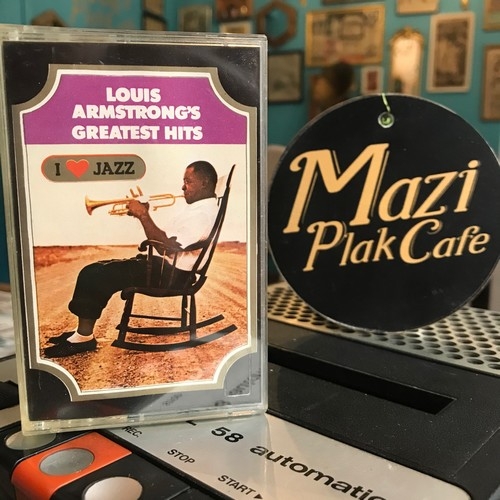 LOUIS
ARMSTRONG'S
GREATEST HITS
I ❤ JAZZ
Mazi
Plak Cafe
58 automatic
REC.
STOP
START